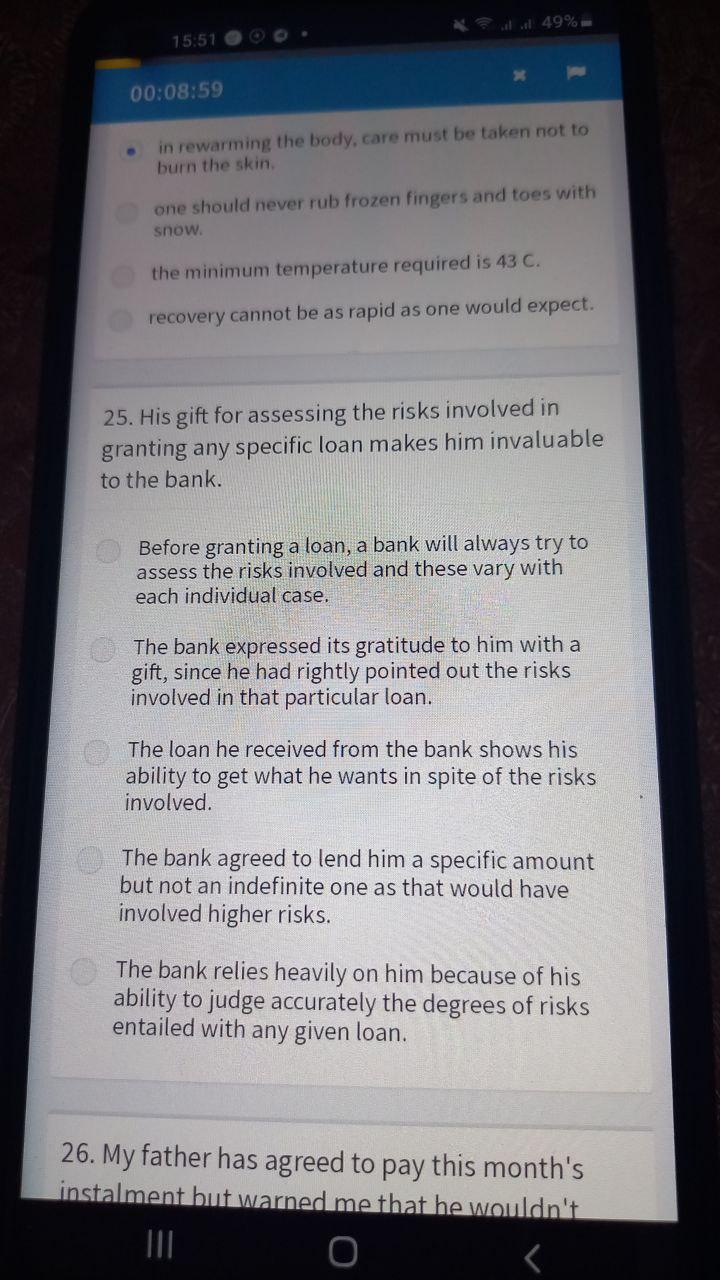 15:51
49%
00:08:59
in rewarming the body, care must be taken not to
burn the skin.
one should never rub frozen fingers and toes with
snow.
the minimum temperature required is 43 C.
recovery cannot be as rapid as one would expect.
25. His gift for assessing the risks involved in
granting any specific loan makes him invaluable
to the bank.
Before granting a loan, a bank will always try to
assess the risks involved and these vary with
each individual case.
The bank expressed its gratitude to him with a
gift, since he had rightly pointed out the risks
involved in that particular loan.
The loan he received from the bank shows his
ability to get what he wants in spite of the risks
involved.
The bank agreed to lend him a specific amount
but not an indefinite one as that would have
involved higher risks.
The bank relies heavily on him because of his
ability to judge accurately the degrees of risks
entailed with any given loan.
26. My father has agreed to pay this month's
instalment but warned me that he wouldn't